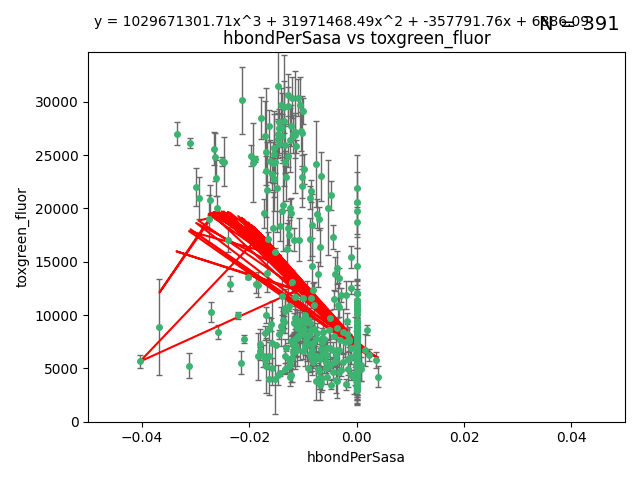 y = 1029671301.71x^3 + 31971468.49x^2 + -357791.76x + 6886.09
N = 391
hbondPerSasa vs toxgreen_fluor
30000
25000
20000
15000
10000
5000
0
toxgreen_fluor
−0.04
−0.02
0.00
0.02
0.04
hbondPerSasa